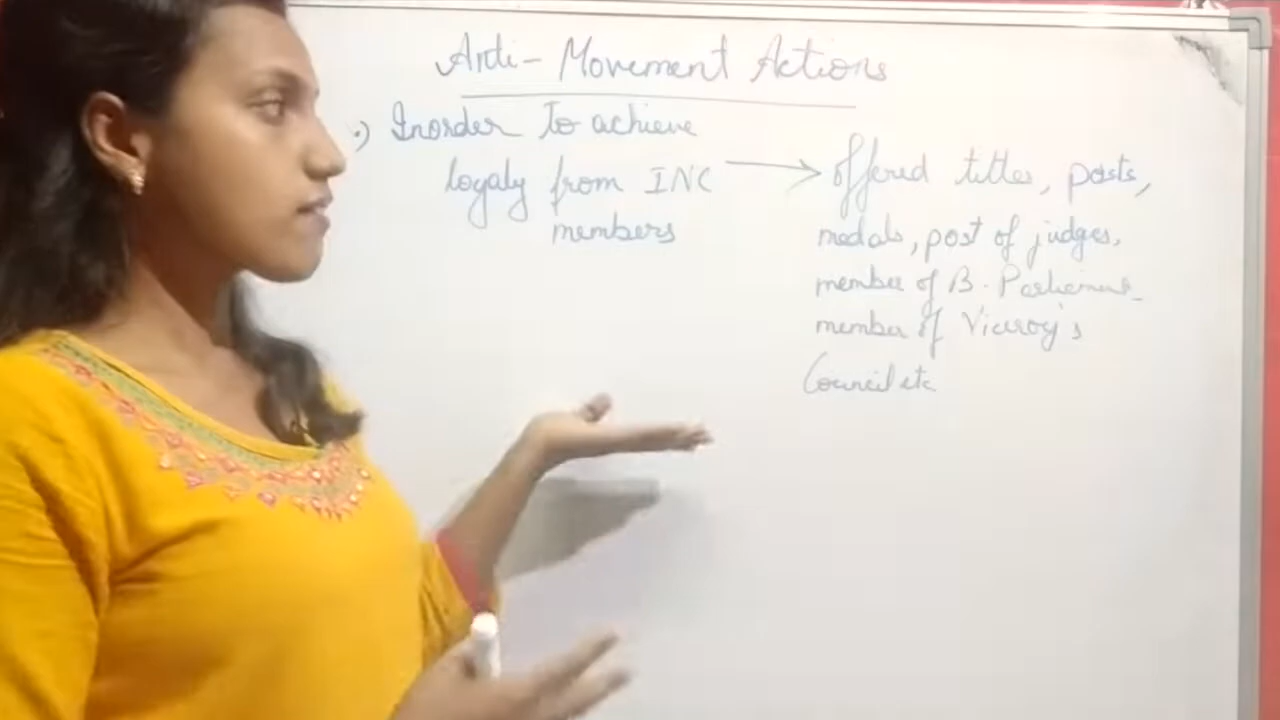 Anti- Movement Actions
•) Inorder to achieve
loyaly from INC
members
→ offered titles, posts,
medals, post of judges,
member of B. Parliament
member of Viceroy's
Council etc